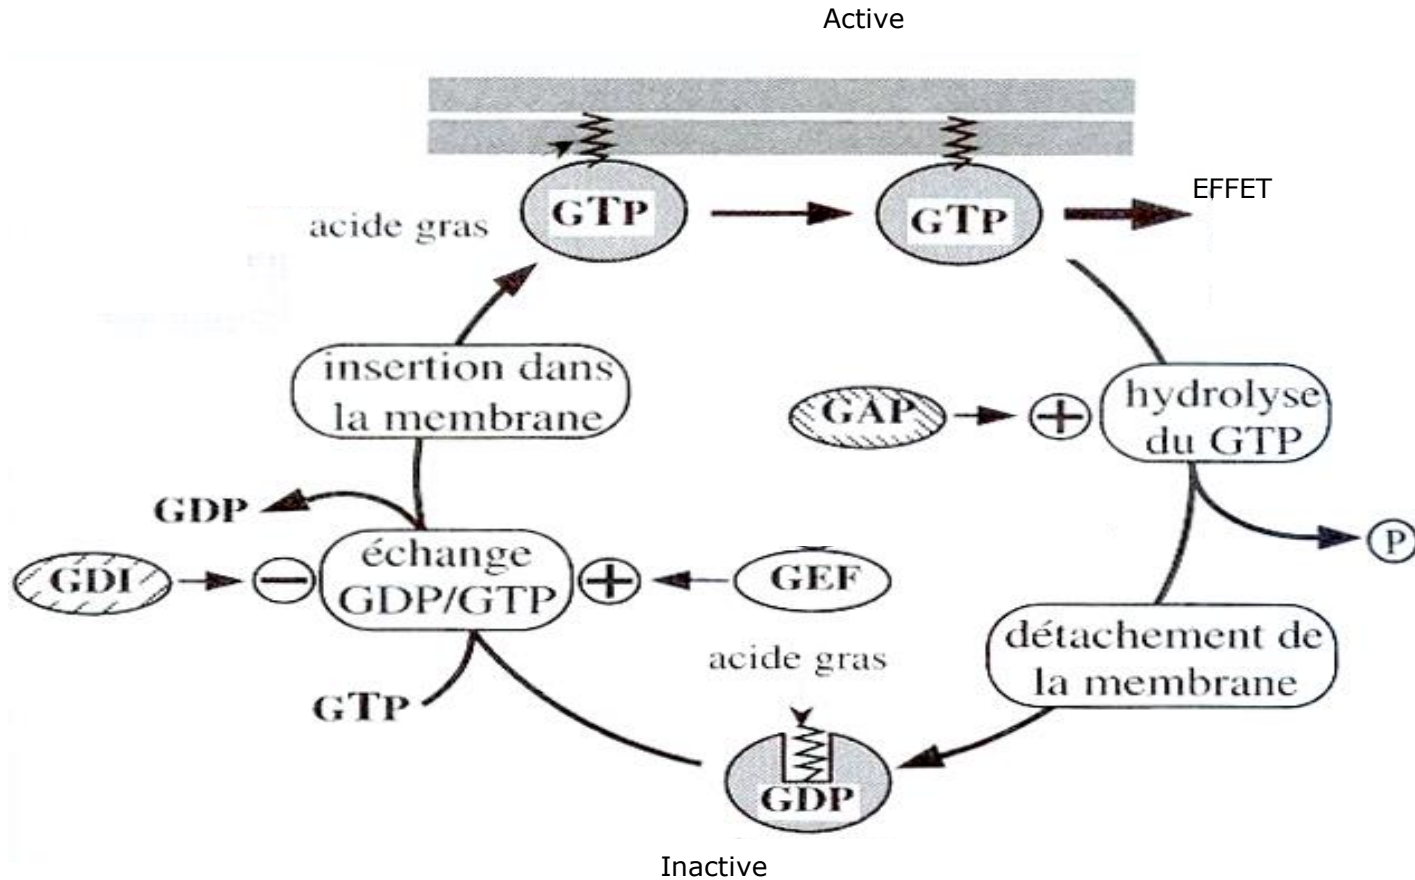 Active
EFFET
GTP
GTP
acide gras
insertion dans
la membrane
GAP
+
hydrolyse
du GTP
GDP
P
échange
GDP/GTP
GDI
−
+
GEF
détachement de
la membrane
acide gras
GTP
GDP
Inactive